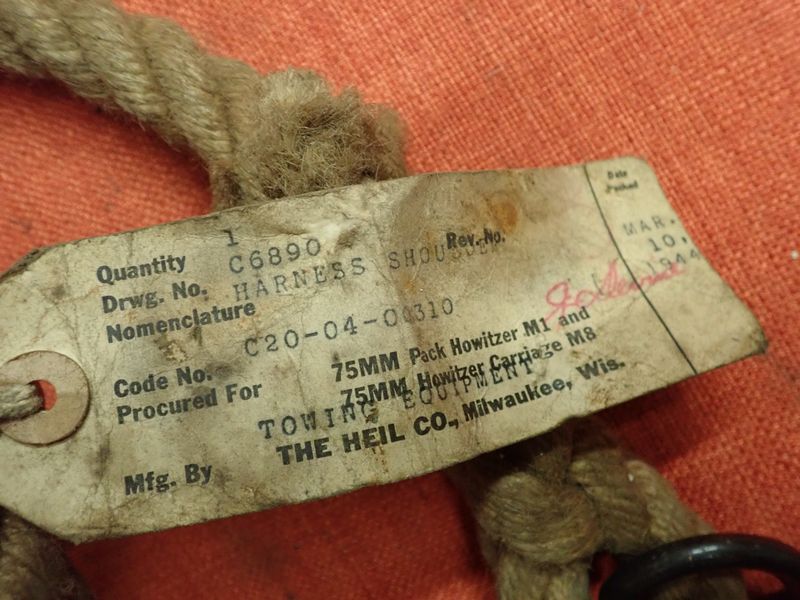 Date
Packed
Quantity 1
Drwg. No. C6890 Rev. No.
Nomenclature HARNESS SHOULDER
MAR.
10,
1944
Code No. C20-04-00310
Procured For 75MM Pack Howitzer M1 and
75MM Howitzer Carriage M8
TOWING EQUIPMENT
Mfg. By THE HEIL CO., Milwaukee, Wis.